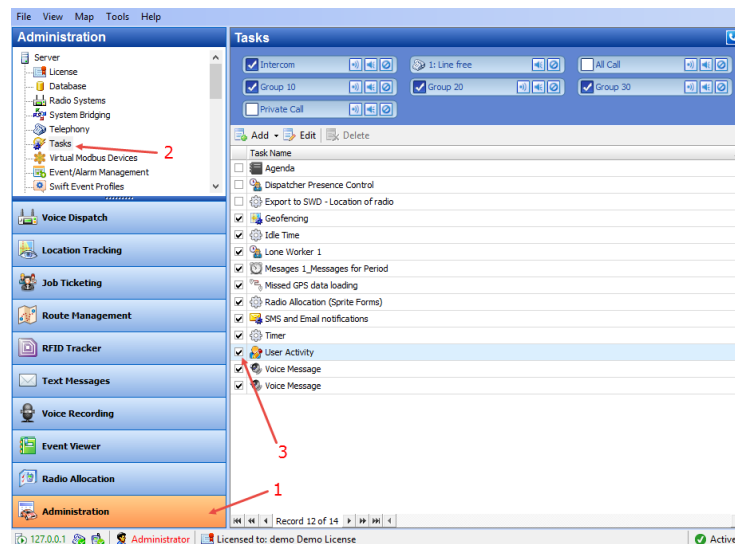 File View Map Tools Help
Administration
Server
License
Database
Radio Systems
System Bridging
Telephony
Tasks
Virtual Modbus Devices
Event/Alarm Management
Swift Event Profiles
2
Voice Dispatch
Location Tracking
Job Ticketing
Route Management
RFID Tracker
Text Messages
Voice Recording
Event Viewer
Radio Allocation
Administration
1
Tasks
Intercom 1: Line free All Call
Group 10 Group 20 Group 30
Private Call
Add Edit Delete
Task Name
Agenda
Dispatcher Presence Control
Export to SWD - Location of radio
Geofencing
Idle Time
Lone Worker 1
Mesages 1_Messages for Period
Missed GPS data loading
Radio Allocation (Sprite Forms)
SMS and Email notifications
Timer
User Activity
Voice Message
Voice Message
3
Record 12 of 14
127.0.0.1 Administrator Licensed to: demo Demo License Active